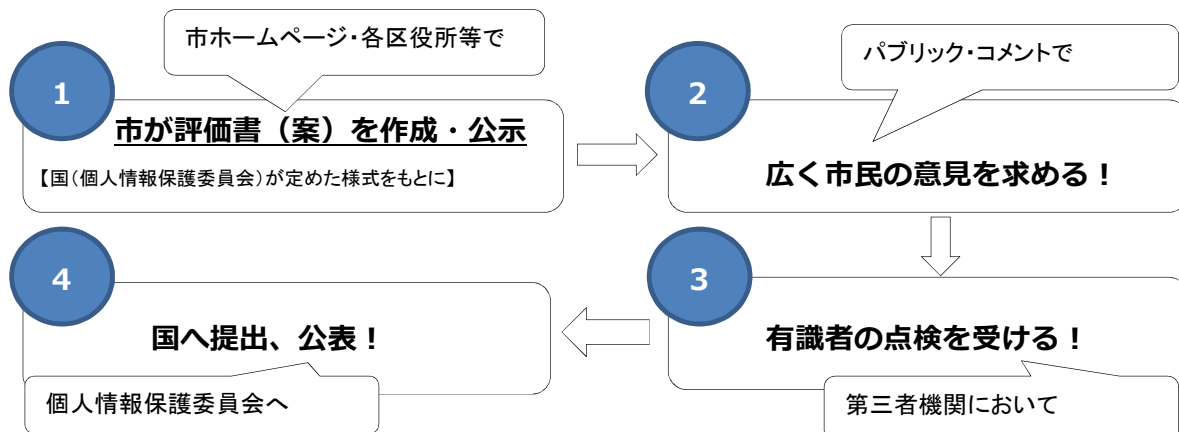 市ホームページ・各区役所等で
1
市が評価書（案）を作成・公示
【国（個人情報保護委員会）が定めた様式をもとに】
パブリック・コメントで
2
広く市民の意見を求める！
3
有識者の点検を受ける！
第三者機関において
4
国へ提出、公表！
個人情報保護委員会へ